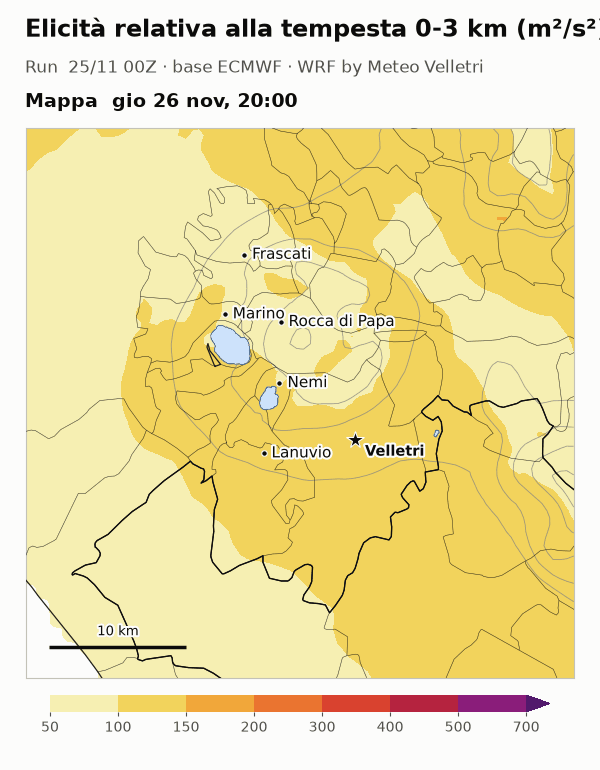 Elicità relativa alla tempesta 0-3 km (m²/s²)
Run  25/11 00Z · base ECMWF · WRF by Meteo Velletri
Mappa  gio 26 nov, 20:00
Frascati
Marino
Rocca di Papa
Nemi
Velletri
Lanuvio
10 km
50 100 150 200 300 400 500 700